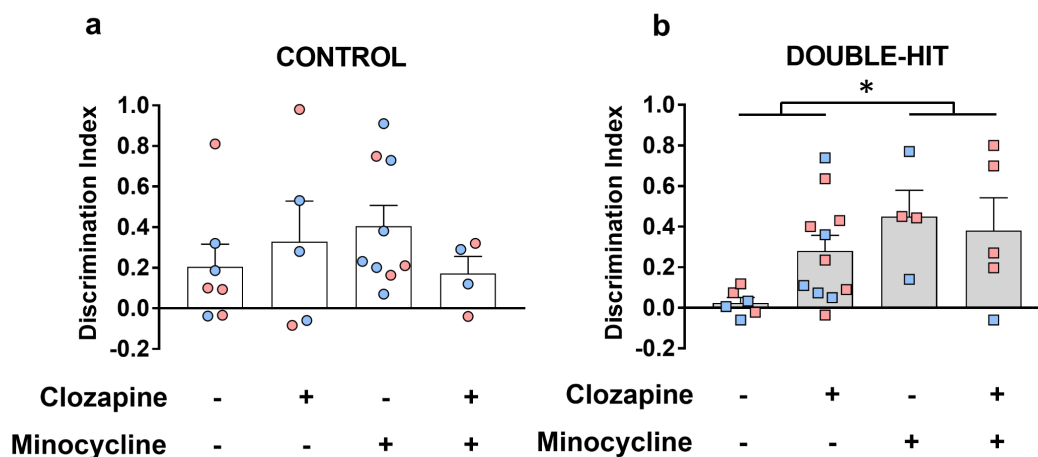 a
CONTROL
Discrimination Index
1.0
0.8
0.6
0.4
0.2
0.0
-0.2
Clozapine - + - +
Minocycline - - + +
b
DOUBLE-HIT
*
Discrimination Index
1.0
0.8
0.6
0.4
0.2
0.0
-0.2
Clozapine - + - +
Minocycline - - + +